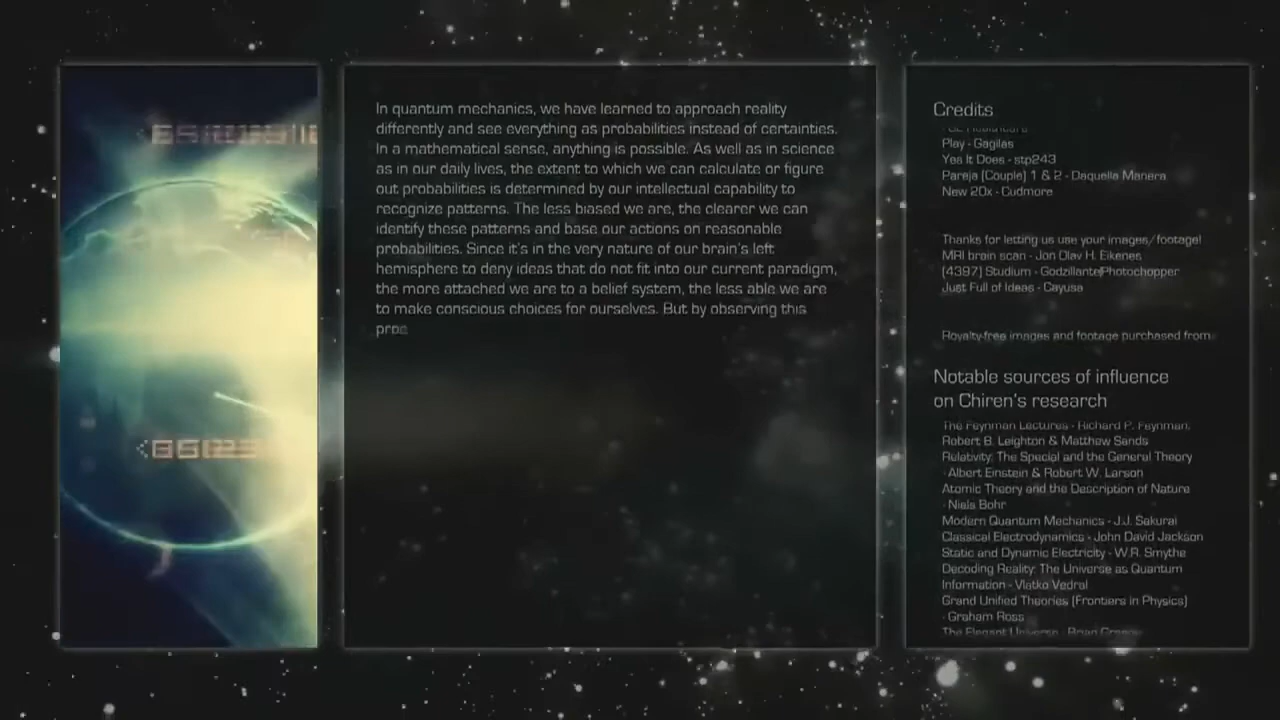 In quantum mechanics, we have learned to approach reality
differently and see everything as probabilities instead of certainties.
In a mathematical sense, anything is possible. As well as in science
as in our daily lives, the extent to which we can calculate or figure
out probabilities is determined by our intellectual capability to
recognize patterns. The less biased we are, the clearer we can
identify these patterns and base our actions on reasonable
probabilities. Since it's in the very nature of our brain's left
hemisphere to deny ideas that do not fit into our current paradigm,
the more attached we are to a belief system, the less able we are
to make conscious choices for ourselves. But by observing this
proc
Credits
Play - Gagilas
Yes It Does - stp243
Pareja (Couple) 1 & 2 - Daquella Manera
New 20x - Cudmore
Thanks for letting us use your images/footage!
MRI brain scan - Jon Olav H. Eikenes
(4397) Studium - Godzillante|Photochopper
Just Full of Ideas - Cayusa
Royalty-free images and footage purchased from:
Notable sources of influence
on Chiren's research
The Feynman Lectures - Richard P. Feynman,
Robert B. Leighton & Matthew Sands
Relativity: The Special and the General Theory
- Albert Einstein & Robert W. Larson
Atomic Theory and the Description of Nature
- Niels Bohr
Modern Quantum Mechanics - J.J. Sakurai
Classical Electrodynamics - John David Jackson
Static and Dynamic Electricity - W.R. Smythe
Decoding Reality: The Universe as Quantum
Information - Vlatko Vedral
Grand Unified Theories (Frontiers in Physics)
- Graham Ross
The Elegant Universe - Brian Greene